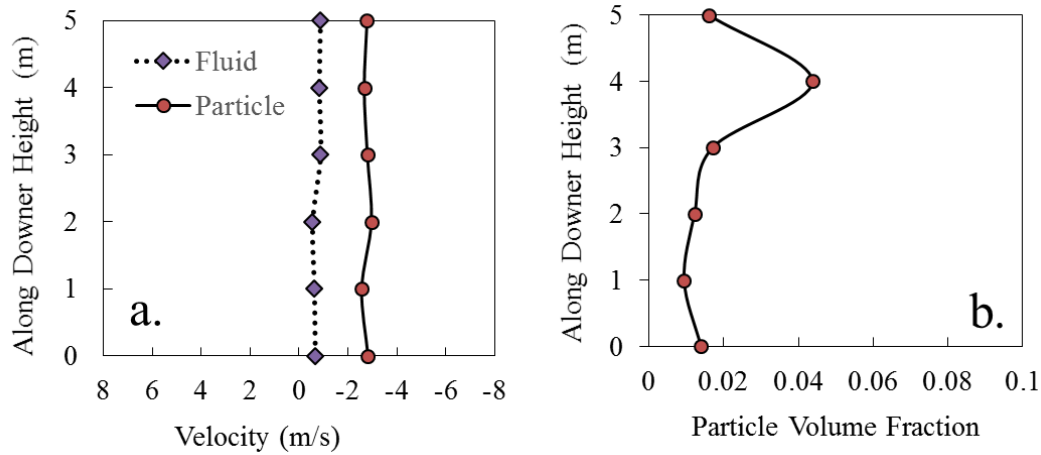 Along Downer Height (m)
5
4
3
2
1
0
Fluid
Particle
a.
8 6 4 2 0 -2 -4 -6 -8
Velocity (m/s)
Along Downer Height (m)
5
4
3
2
1
0
b.
0 0.02 0.04 0.06 0.08 0.1
Particle Volume Fraction